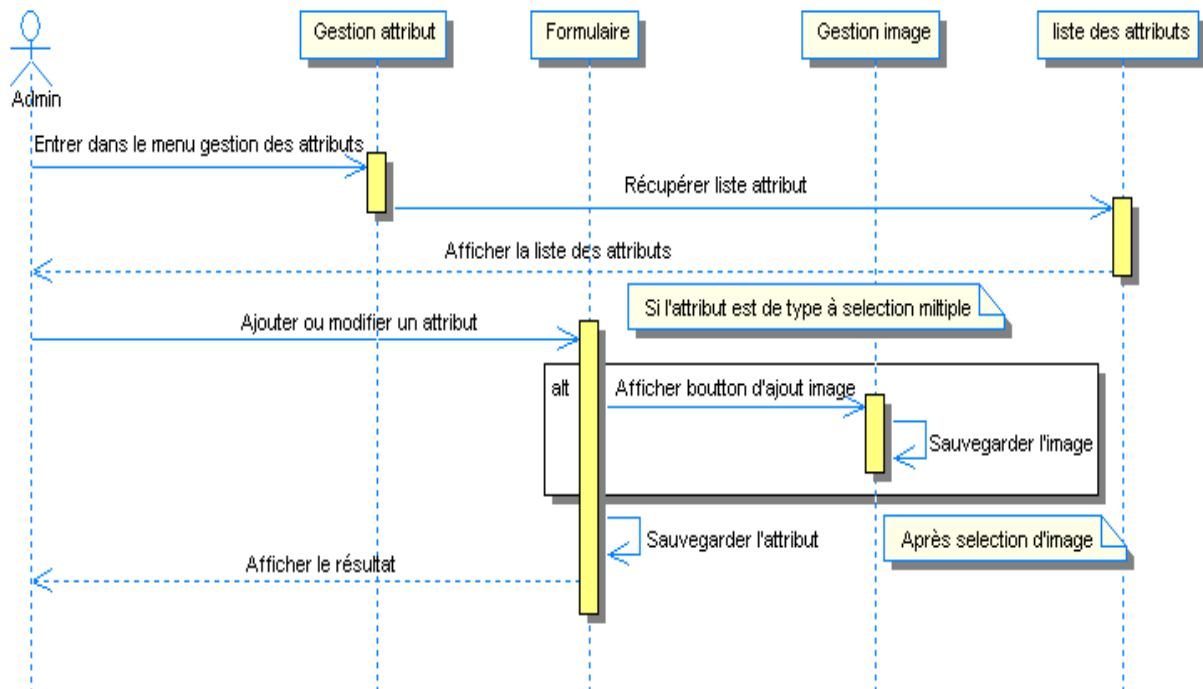 Gestion attribut
Formulaire
Gestion image
liste des attributs
Admin
Entrer dans le menu gestion des attributs
Récupérer liste attribut
Afficher la liste des attributs
Si l'attribut est de type à selection miltiple
Ajouter ou modifier un attribut
alt
Afficher boutton d'ajout image
Sauvegarder l'image
Sauvegarder l'attribut
Après selection d'image
Afficher le résultat